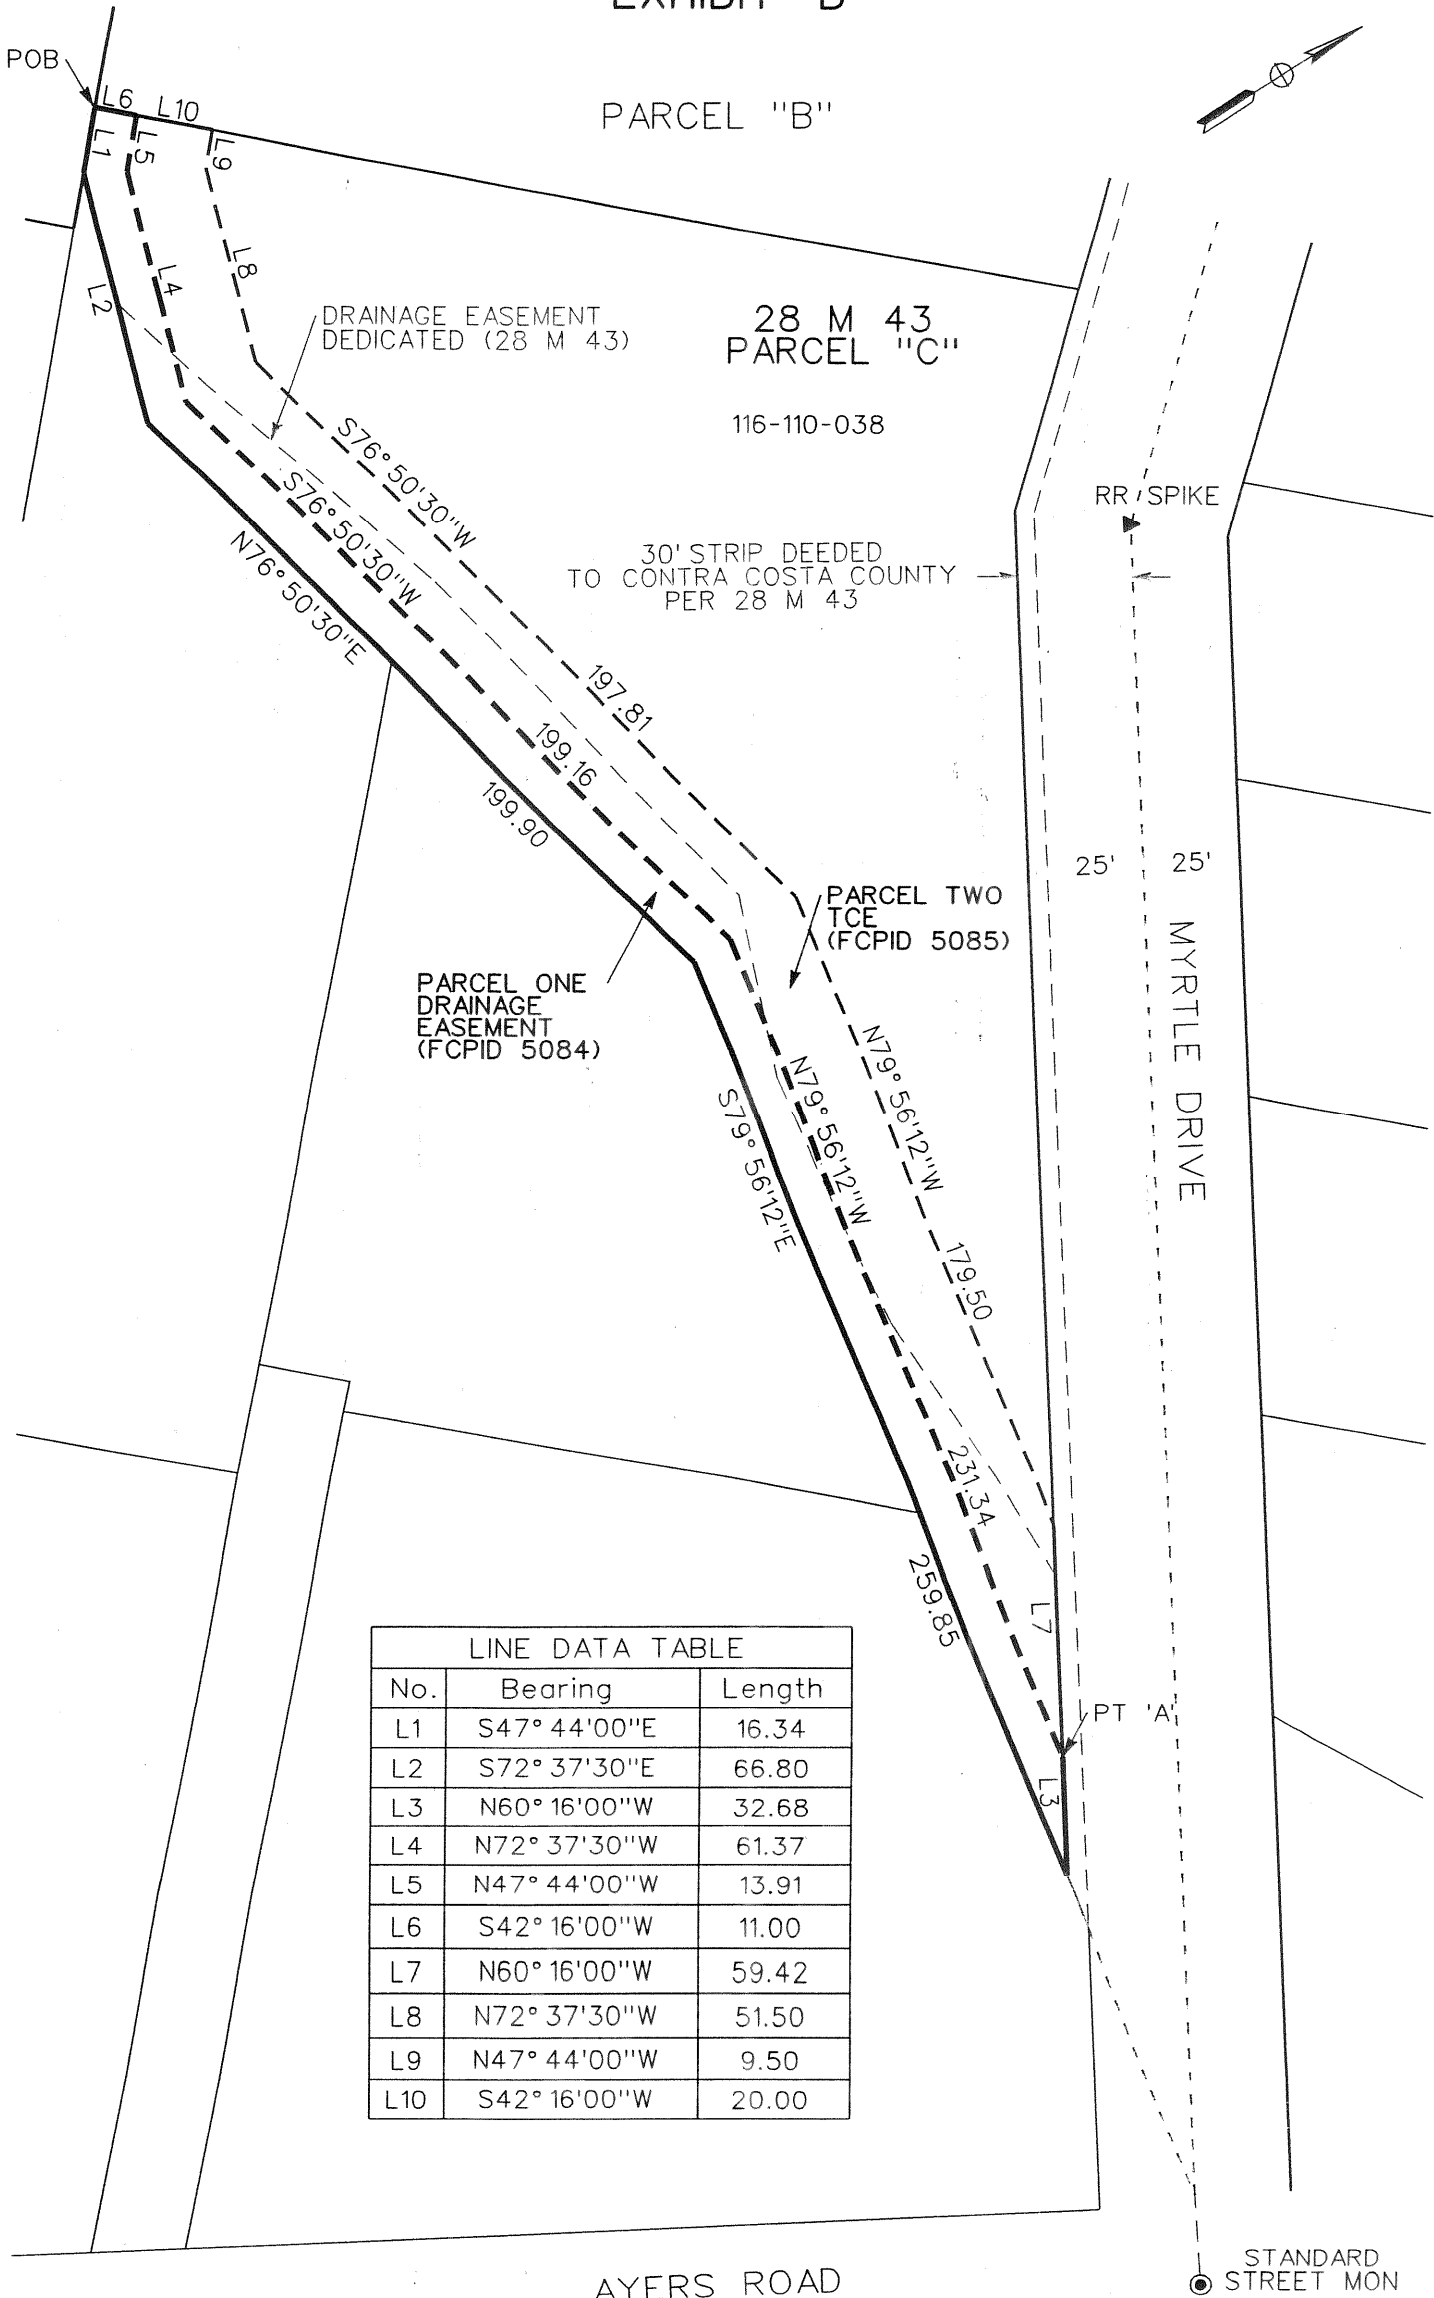 EXHIBIT "B"
POB
L6
L10
PARCEL "B"
L1
L5
L9
L8
L4
L2
DRAINAGE EASEMENT
DEDICATED (28 M 43)
28 M 43
PARCEL "C"
116-110-038
S76°50'30"W
S76°50'30"W
N76°50'30"E
RR SPIKE
30' STRIP DEEDED
TO CONTRA COSTA COUNTY
PER 28 M 43
197.81
199.16
199.90
25'
25'
PARCEL TWO
TCE
(FCPID 5085)
MYRTLE DRIVE
PARCEL ONE
DRAINAGE
EASEMENT
(FCPID 5084)
N79°56'12"W
N79°56'12"W
S79°56'12"E
179.50
231.34
259.85
L7
PT 'A'
L3
LINE DATA TABLE
No. Bearing Length
L1 S47°44'00"E 16.34
L2 S72°37'30"E 66.80
L3 N60°16'00"W 32.68
L4 N72°37'30"W 61.37
L5 N47°44'00"W 13.91
L6 S42°16'00"W 11.00
L7 N60°16'00"W 59.42
L8 N72°37'30"W 51.50
L9 N47°44'00"W 9.50
L10 S42°16'00"W 20.00
AYERS ROAD
STANDARD
STREET MON